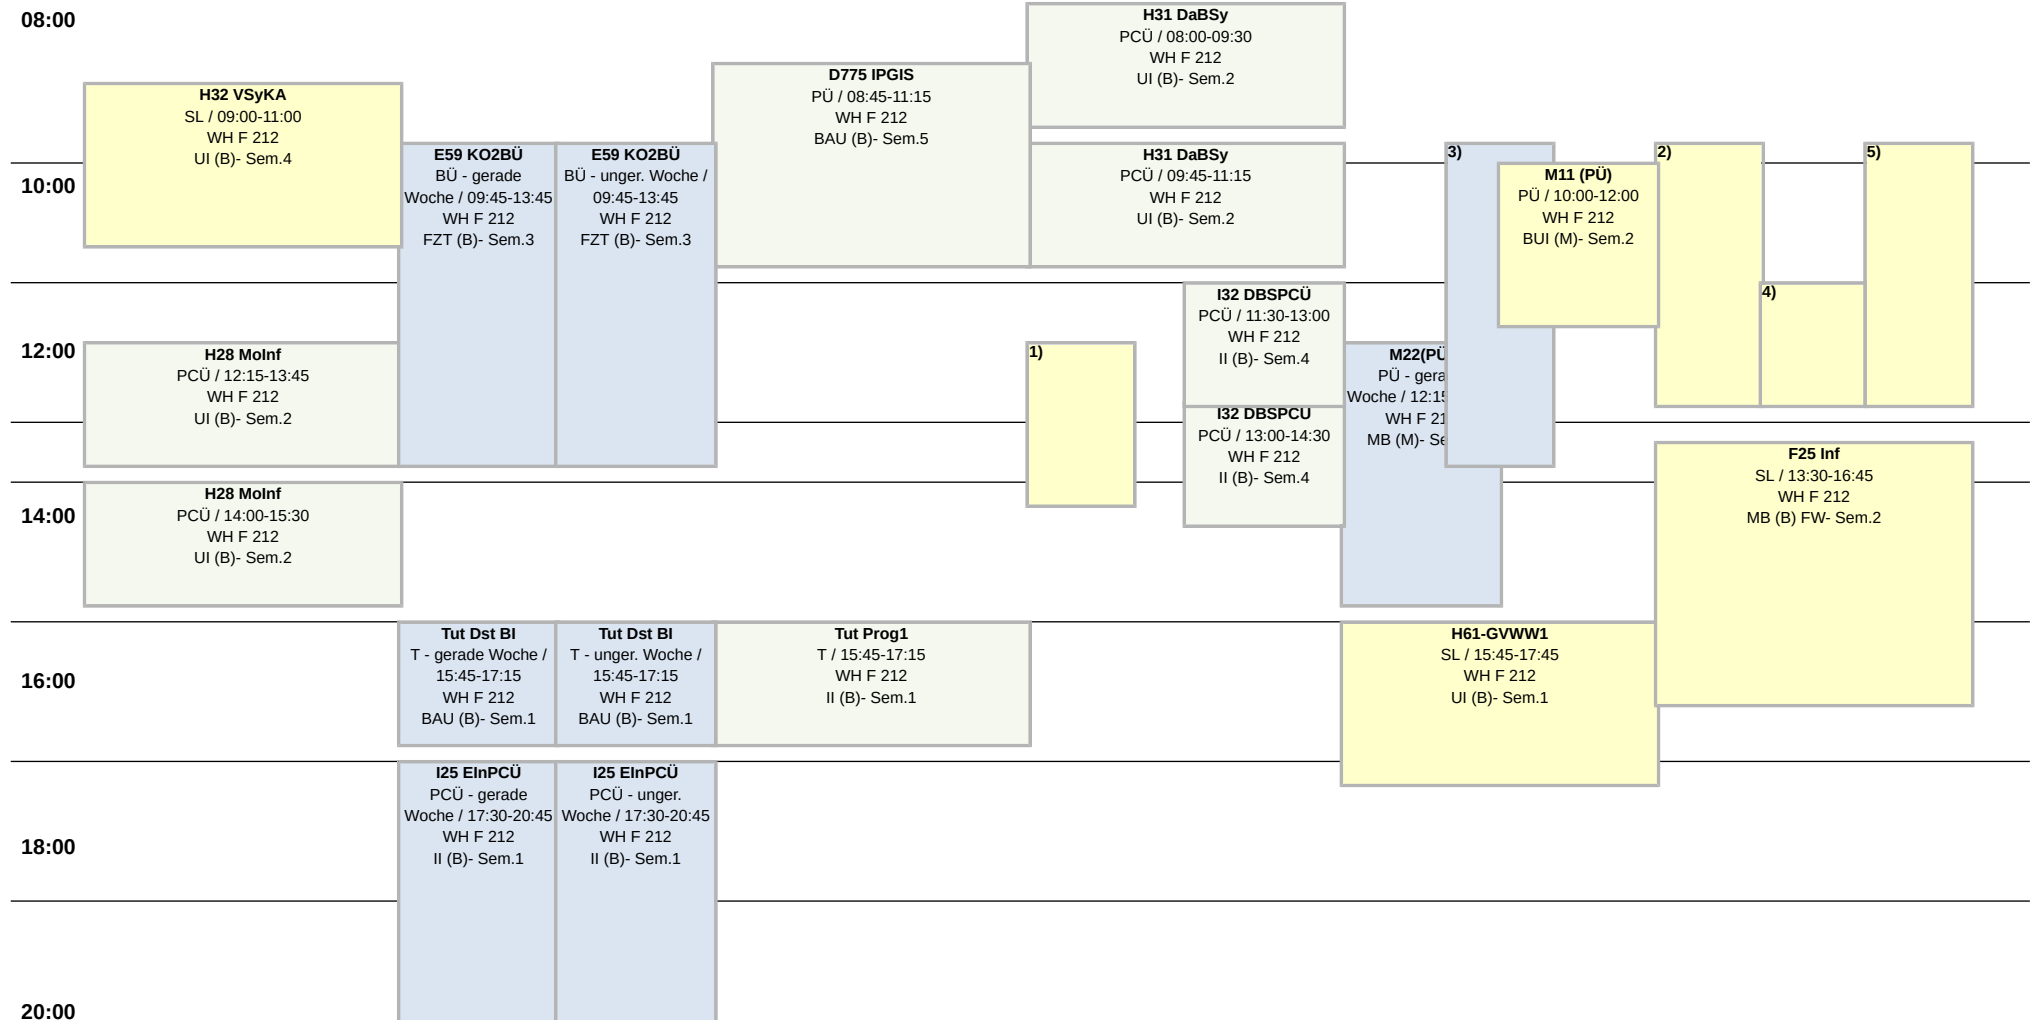 08:00
10:00
12:00
14:00
16:00
18:00
20:00
H32 VSyKA
SL / 09:00-11:00
WH F 212
UI (B)- Sem.4
H28 MoInf
PCÜ / 12:15-13:45
WH F 212
UI (B)- Sem.2
H28 MoInf
PCÜ / 14:00-15:30
WH F 212
UI (B)- Sem.2
E59 KO2BÜ
BÜ - gerade
Woche / 09:45-13:45
WH F 212
FZT (B)- Sem.3
E59 KO2BÜ
BÜ - unger. Woche /
09:45-13:45
WH F 212
FZT (B)- Sem.3
Tut Dst BI
T - gerade Woche /
15:45-17:15
WH F 212
BAU (B)- Sem.1
Tut Dst BI
T - unger. Woche /
15:45-17:15
WH F 212
BAU (B)- Sem.1
I25 EInPCÜ
PCÜ - gerade
Woche / 17:30-20:45
WH F 212
II (B)- Sem.1
I25 EInPCÜ
PCÜ - unger.
Woche / 17:30-20:45
WH F 212
II (B)- Sem.1
D775 IPGIS
PÜ / 08:45-11:15
WH F 212
BAU (B)- Sem.5
Tut Prog1
T / 15:45-17:15
WH F 212
II (B)- Sem.1
H31 DaBSy
PCÜ / 08:00-09:30
WH F 212
UI (B)- Sem.2
H31 DaBSy
PCÜ / 09:45-11:15
WH F 212
UI (B)- Sem.2
1)
I32 DBSPCÜ
PCÜ / 11:30-13:00
WH F 212
II (B)- Sem.4
I32 DBSPCÜ
PCÜ / 13:00-14:30
WH F 212
II (B)- Sem.4
M22(PÜ
PÜ - gera
Woche / 12:15
WH F 21
MB (M)- Se
3)
M11 (PÜ)
PÜ / 10:00-12:00
WH F 212
BUI (M)- Sem.2
H61-GVWW1
SL / 15:45-17:45
WH F 212
UI (B)- Sem.1
2)
4)
5)
F25 Inf
SL / 13:30-16:45
WH F 212
MB (B) FW- Sem.2